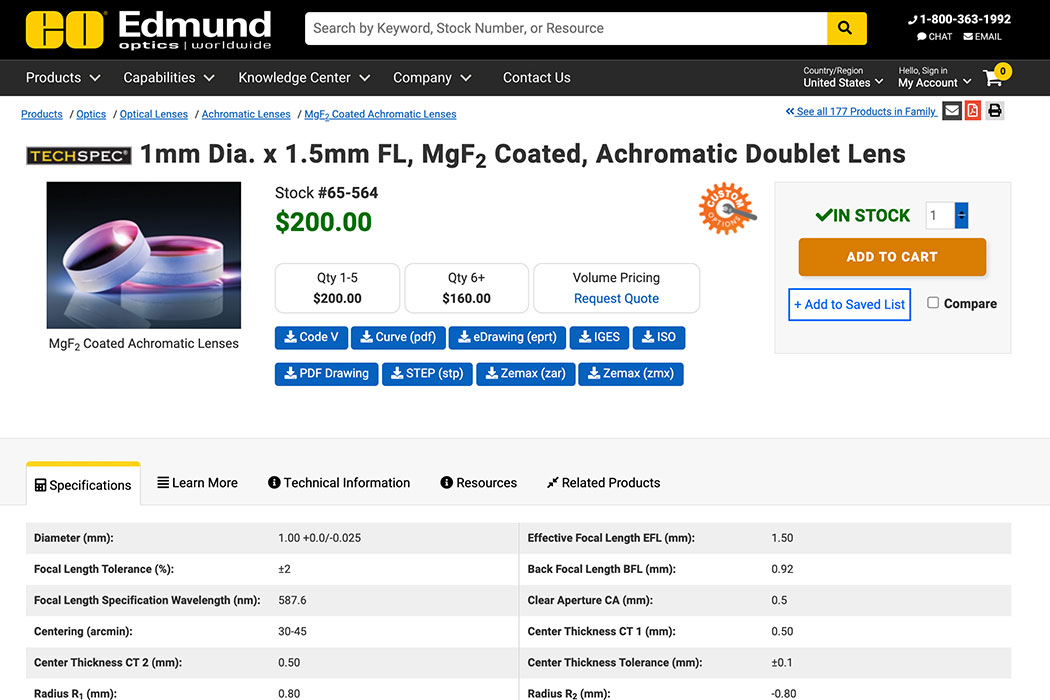 EO® Edmund
optics | worldwide
Search by Keyword, Stock Number, or Resource
1-800-363-1992
CHAT EMAIL
Products Capabilities Knowledge Center Company Contact Us
Country/Region
United States
Hello, Sign in
My Account
0
Products / Optics / Optical Lenses / Achromatic Lenses / MgF2 Coated Achromatic Lenses
« See all 177 Products in Family
TECHSPEC® 1mm Dia. x 1.5mm FL, MgF2 Coated, Achromatic Doublet Lens
MgF2 Coated Achromatic Lenses
Stock #65-564
$200.00
CUSTOM
OPTIONS
Qty 1-5
$200.00
Qty 6+
$160.00
Volume Pricing
Request Quote
Code V Curve (pdf) eDrawing (eprt) IGES ISO
PDF Drawing STEP (stp) Zemax (zar) Zemax (zmx)
IN STOCK 1
ADD TO CART
+ Add to Saved List Compare
Specifications Learn More Technical Information Resources Related Products
Diameter (mm): 1.00 +0.0/-0.025 Effective Focal Length EFL (mm): 1.50
Focal Length Tolerance (%): ±2 Back Focal Length BFL (mm): 0.92
Focal Length Specification Wavelength (nm): 587.6 Clear Aperture CA (mm): 0.5
Centering (arcmin): 30-45 Center Thickness CT 1 (mm): 0.50
Center Thickness CT 2 (mm): 0.50 Center Thickness Tolerance (mm): ±0.1
Radius R1 (mm): 0.80 Radius R2 (mm): -0.80